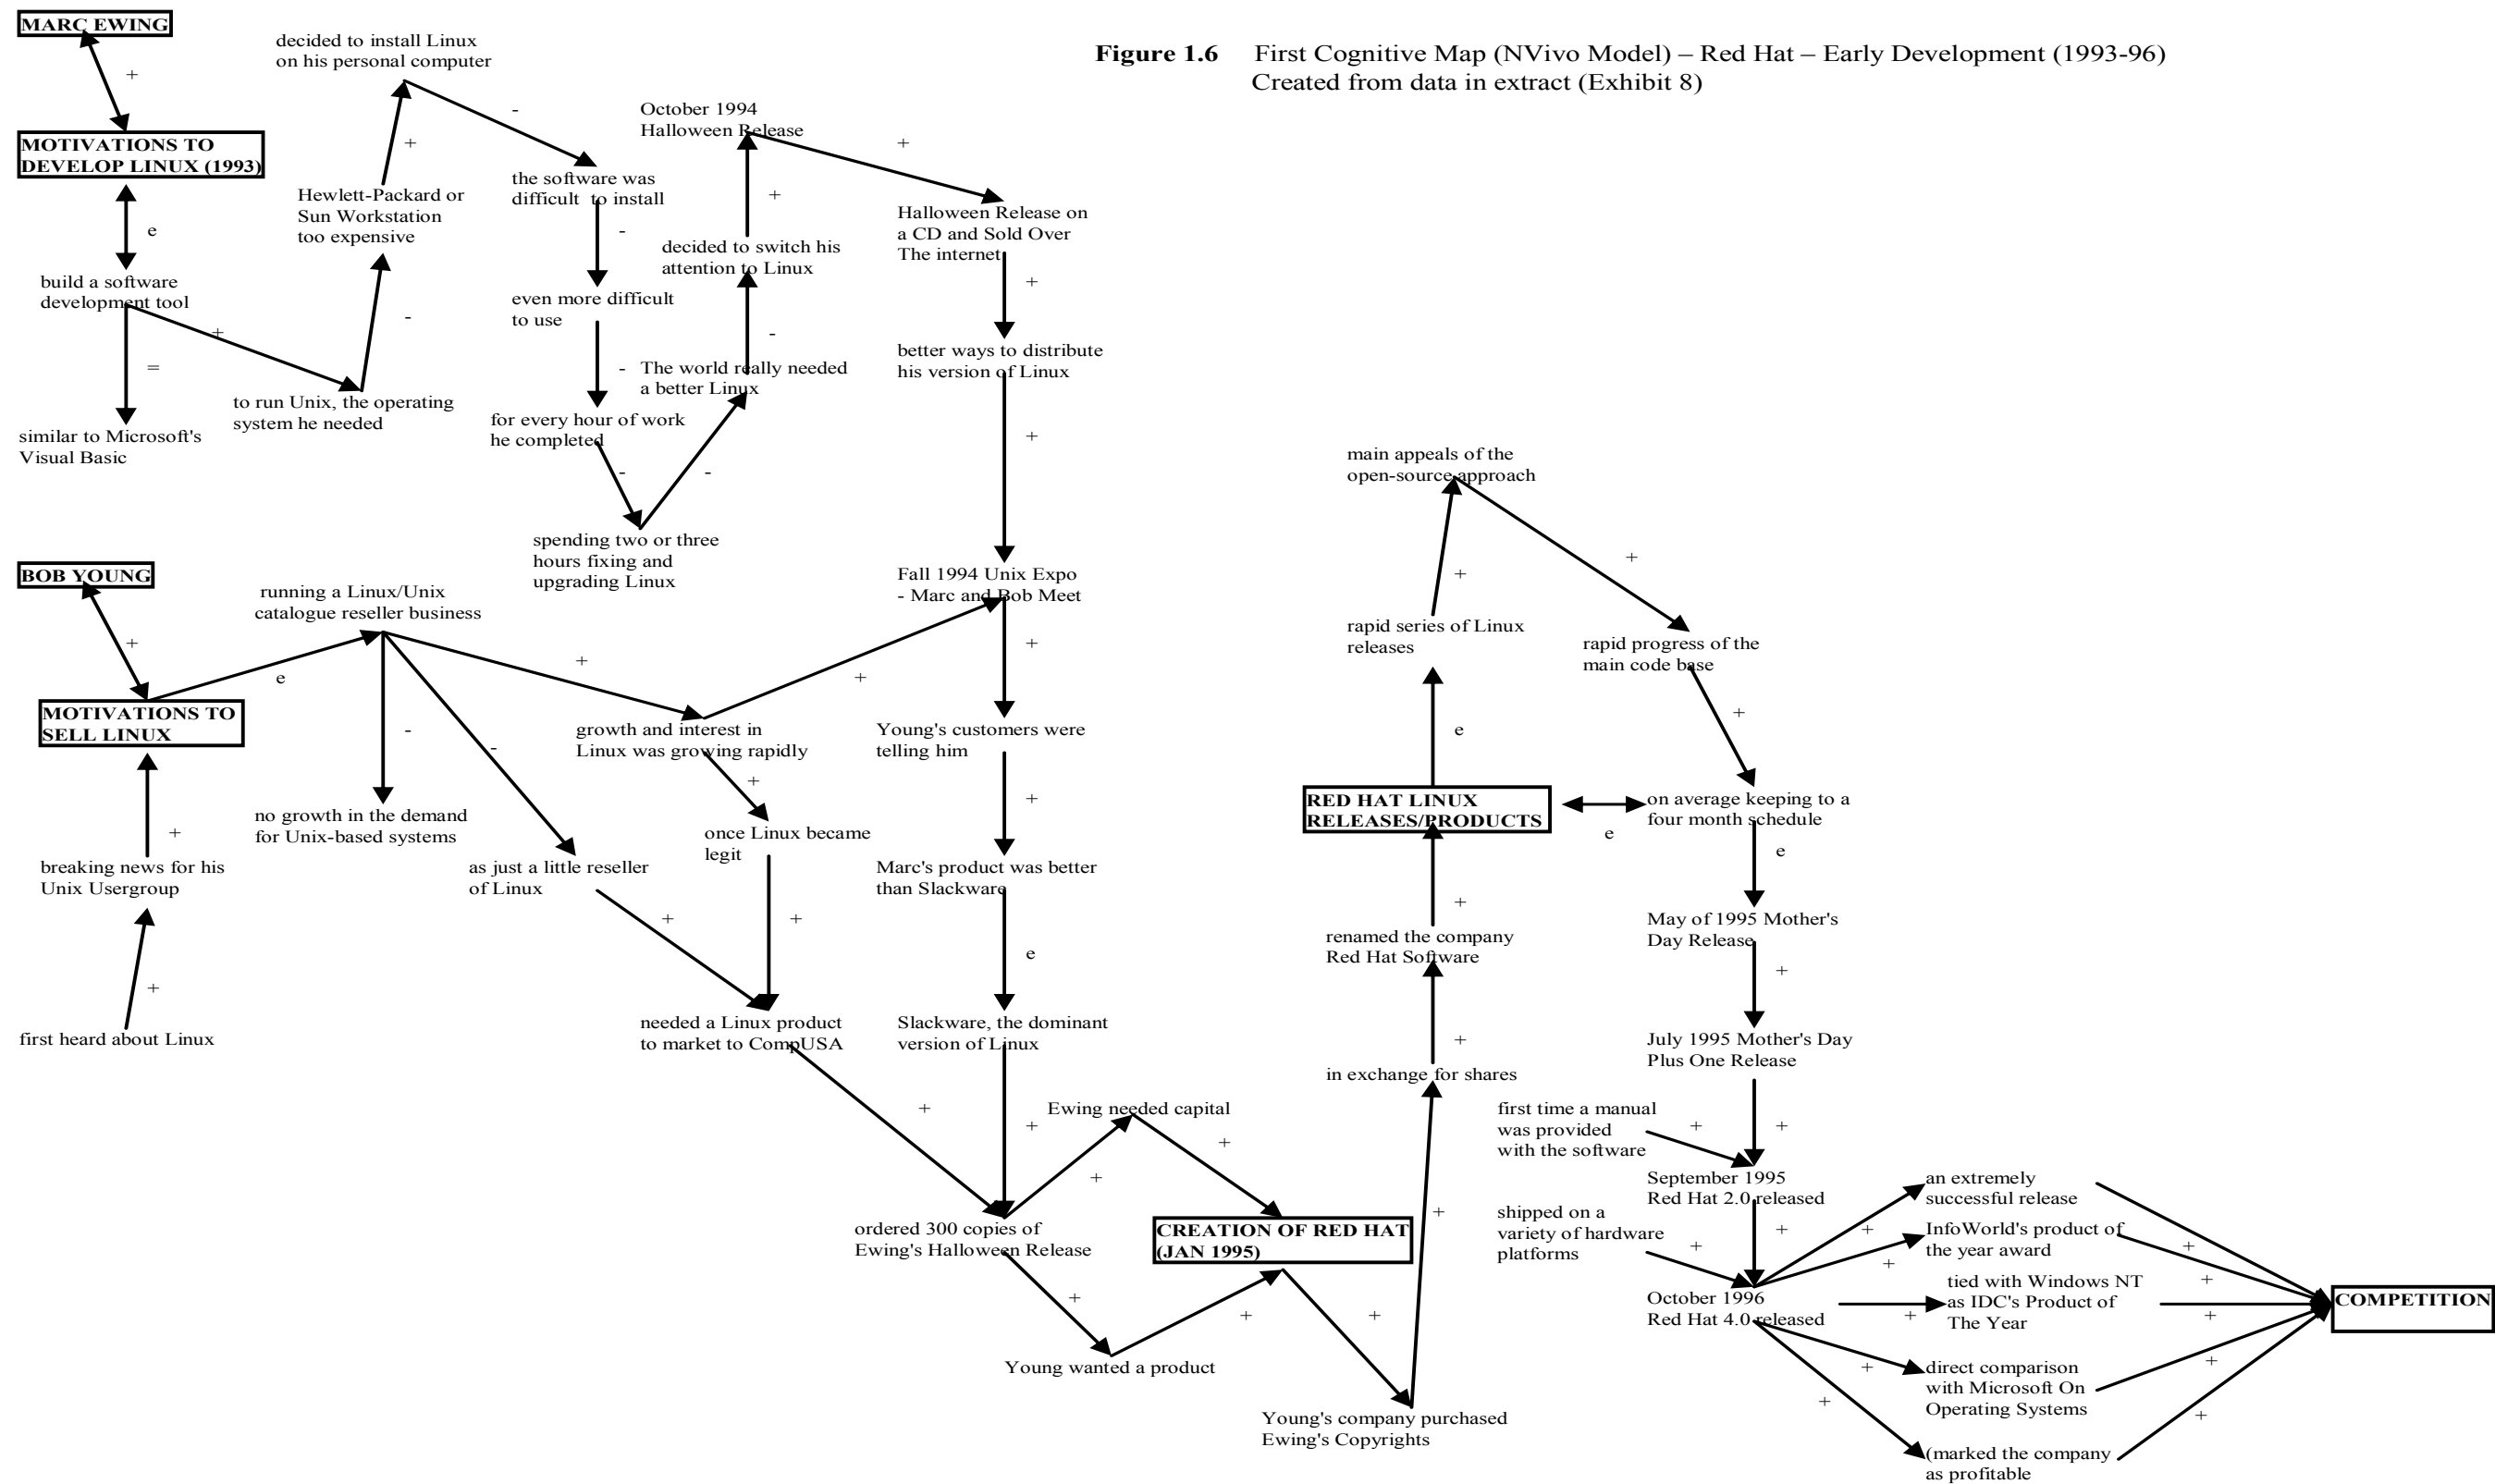 Figure 1.6 First Cognitive Map (NVivo Model) – Red Hat – Early Development (1993-96)
Created from data in extract (Exhibit 8)
MARC EWING
+
MOTIVATIONS TO
DEVELOP LINUX (1993)
e
build a software
development tool
=
similar to Microsoft's
Visual Basic
+
to run Unix, the operating
system he needed
-
Hewlett-Packard or
Sun Workstation
too expensive
+
decided to install Linux
on his personal computer
-
the software was
difficult to install
-
even more difficult
to use
-
for every hour of work
he completed
-
spending two or three
hours fixing and
upgrading Linux
-
The world really needed
a better Linux
-
decided to switch his
attention to Linux
+
October 1994
Halloween Release
+
Halloween Release on
a CD and Sold Over
The internet
+
better ways to distribute
his version of Linux
+
Fall 1994 Unix Expo
- Marc and Bob Meet
BOB YOUNG
+
MOTIVATIONS TO
SELL LINUX
+
breaking news for his
Unix Usergroup
+
first heard about Linux
e
running a Linux/Unix
catalogue reseller business
-
no growth in the demand
for Unix-based systems
-
as just a little reseller
of Linux
+
growth and interest in
Linux was growing rapidly
+
+
once Linux became
legit
+
+
needed a Linux product
to market to CompUSA
+
+
Young's customers were
telling him
+
Marc's product was better
than Slackware
e
Slackware, the dominant
version of Linux
+
ordered 300 copies of
Ewing's Halloween Release
+
Ewing needed capital
+
+
Young wanted a product
+
CREATION OF RED HAT
(JAN 1995)
+
Young's company purchased
Ewing's Copyrights
+
in exchange for shares
+
renamed the company
Red Hat Software
+
RED HAT LINUX
RELEASES/PRODUCTS
e
rapid series of Linux
releases
+
main appeals of the
open-source approach
+
rapid progress of the
main code base
+
on average keeping to a
four month schedule
e
e
May of 1995 Mother's
Day Release
+
July 1995 Mother's Day
Plus One Release
+
first time a manual
was provided
with the software
+
September 1995
Red Hat 2.0 released
+
shipped on a
variety of hardware
platforms
+
October 1996
Red Hat 4.0 released
+
an extremely
successful release
+
+
InfoWorld's product of
the year award
+
+
tied with Windows NT
as IDC's Product of
The Year
+
+
direct comparison
with Microsoft On
Operating Systems
+
+
(marked the company
as profitable
+
COMPETITION